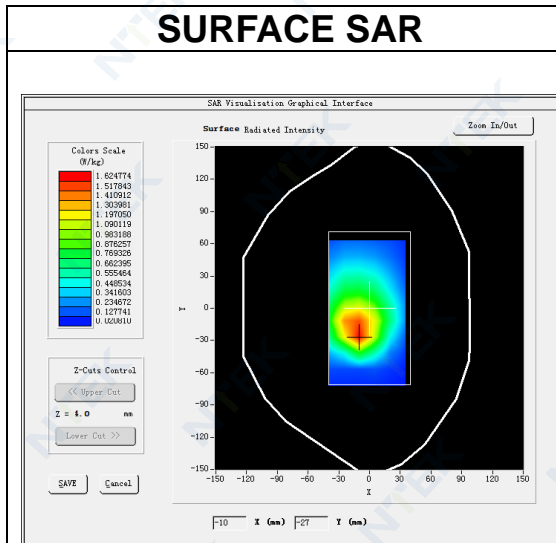 SURFACE SAR
SAR Visualisation Graphical Interface
Surface Radiated Intensity
Zoom In/Out
Colors Scale
(W/kg)
1.624774
1.517843
1.410912
1.303981
1.197050
1.090119
0.983188
0.876257
0.769326
0.662395
0.555464
0.448534
0.341603
0.234672
0.127741
0.020810
Z-Cuts Control
<< Upper Cut
Z = 4.0 mm
Lower Cut >>
SAVE Cancel
150
120
90
60
30
Y 0
-30
-60
-90
-120
-150
-150 -120 -90 -60 -30 0 30 60 90 120 150
X
-10 X (mm) -27 Y (mm)
NTEK